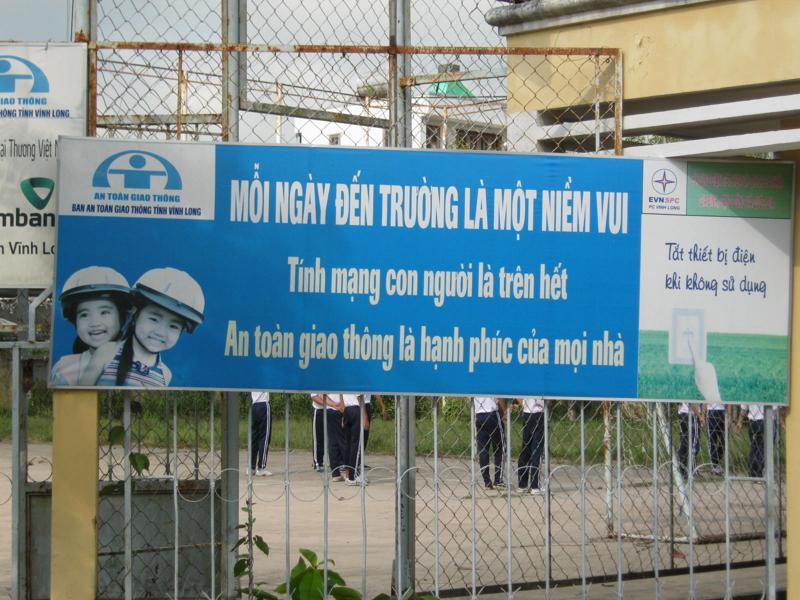 GIAO THÔNG
THÔNG TỈNH VĨNH LONG
ại Thương Việt N
mban
h Vĩnh Lo
AN TOÀN GIAO THÔNG
BAN AN TOÀN GIAO THÔNG TỈNH VĨNH LONG
MỖI NGÀY ĐẾN TRƯỜNG LÀ MỘT NIỀM VUI
Tính mạng con người là trên hết
An toàn giao thông là hạnh phúc của mọi nhà
EVNSPC
PC VĨNH LONG
Tắt thiết bị điện
khi không sử dụng